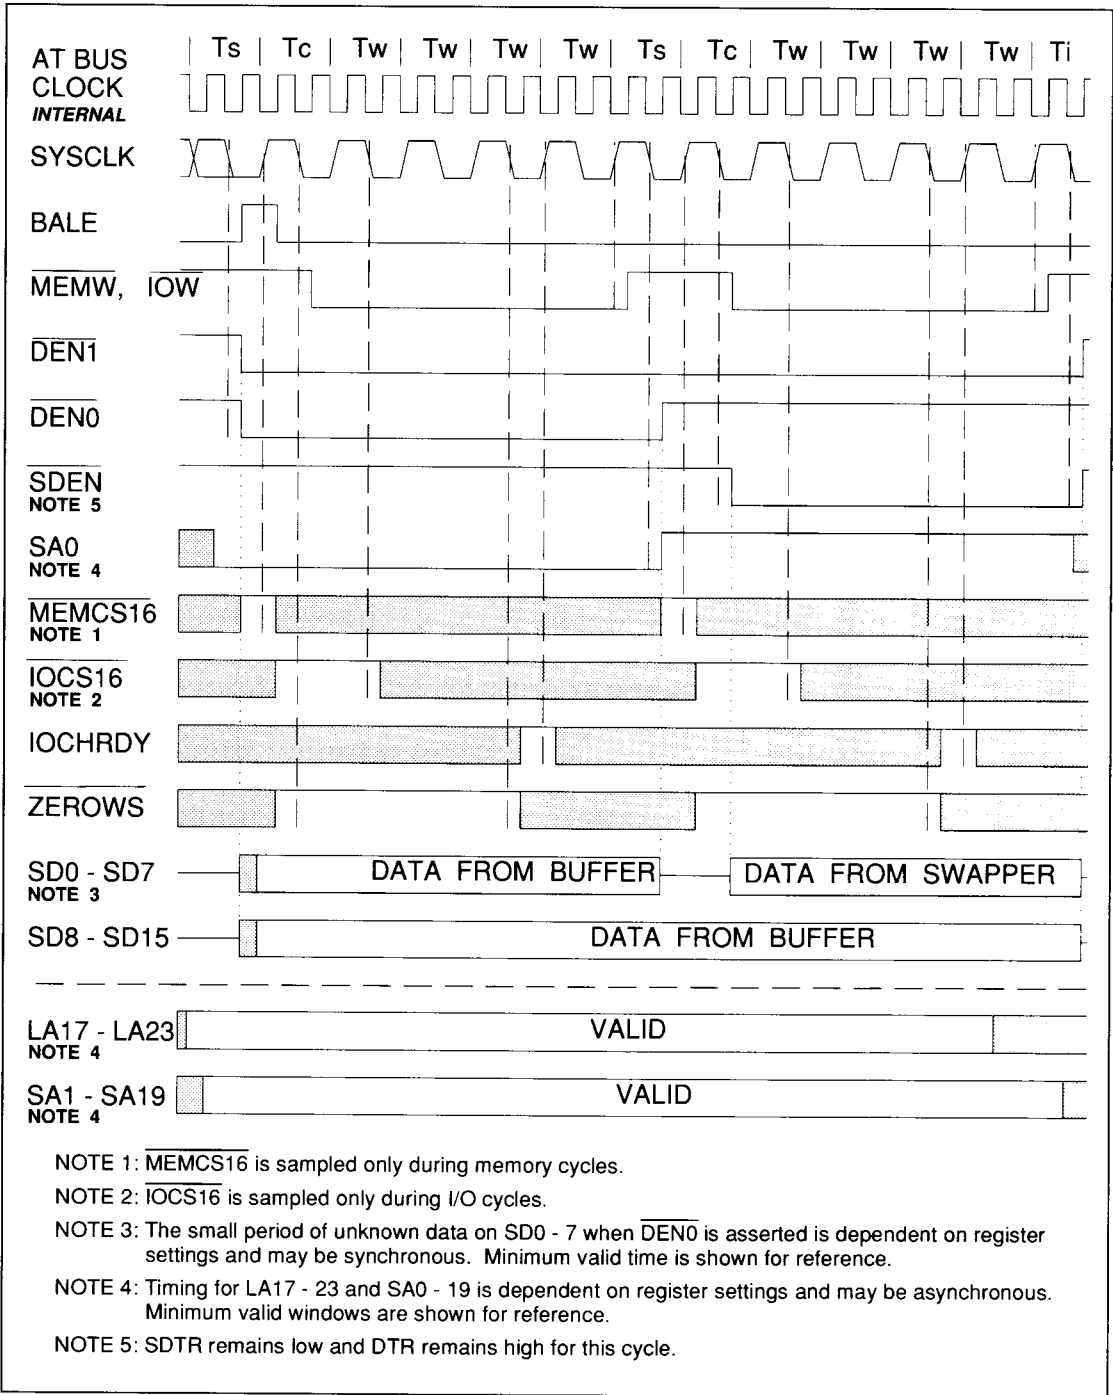 AT BUS CLOCK INTERNAL
Ts | Tc | Tw | Tw | Tw | Tw | Ts | Tc | Tw | Tw | Tw | Tw | Ti
SYSCLK
BALE
MEMW, IOW
DEN1
DEN0
SDEN
NOTE 5
SA0
NOTE 4
MEMCS16
NOTE 1
IOCS16
NOTE 2
IOCHRDY
ZEROWS
SD0 - SD7 DATA FROM BUFFER DATA FROM SWAPPER
NOTE 3
SD8 - SD15 DATA FROM BUFFER
LA17 - LA23 VALID
NOTE 4
SA1 - SA19 VALID
NOTE 4
NOTE 1: MEMCS16 is sampled only during memory cycles.
NOTE 2: IOCS16 is sampled only during I/O cycles.
NOTE 3: The small period of unknown data on SD0 - 7 when DEN0 is asserted is dependent on register
settings and may be synchronous. Minimum valid time is shown for reference.
NOTE 4: Timing for LA17 - 23 and SA0 - 19 is dependent on register settings and may be asynchronous.
Minimum valid windows are shown for reference.
NOTE 5: SDTR remains low and DTR remains high for this cycle.